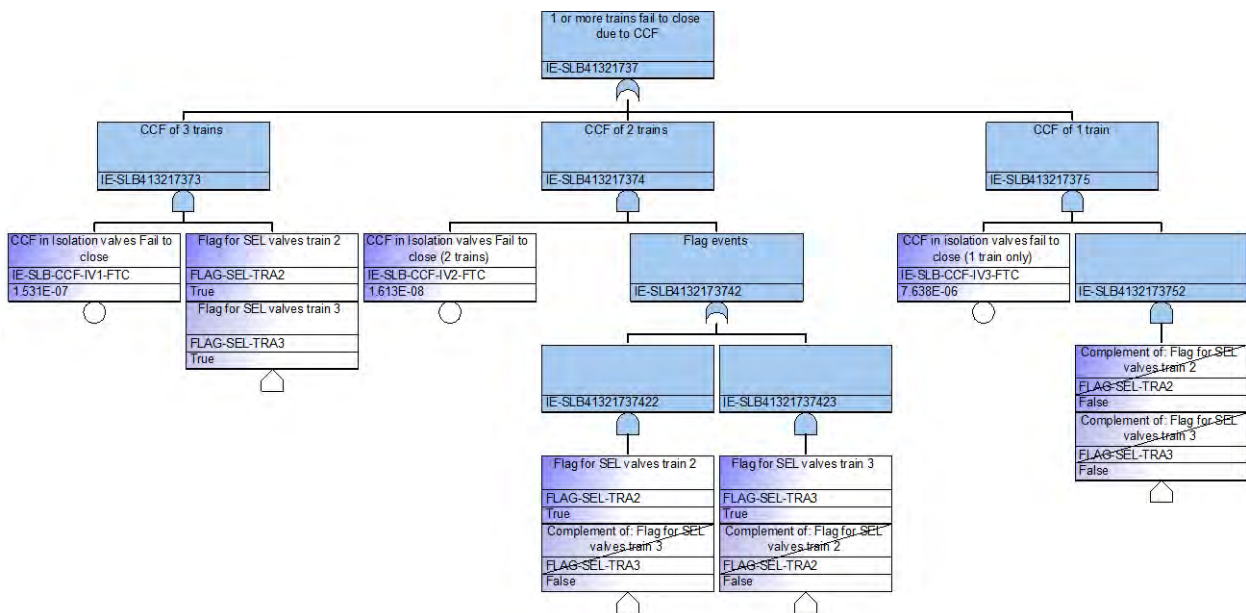 1 or more trains fail to close
due to CCF
IE-SLB41321737
CCF of 3 trains
IE-SLB413217373
CCF of 2 trains
IE-SLB413217374
CCF of 1 train
IE-SLB413217375
CCF in Isolation valves Fail to
close
IE-SLB-CCF-IV1-FTC
1.531E-07
Flag for SEL valves train 2
FLAG-SEL-TRA2
True
Flag for SEL valves train 3
FLAG-SEL-TRA3
True
CCF in Isolation valves Fail to
close (2 trains)
IE-SLB-CCF-IV2-FTC
1.613E-08
Flag events
IE-SLB4132173742
CCF in isolation valves fail to
close (1 train only)
IE-SLB-CCF-IV3-FTC
7.638E-06
IE-SLB4132173752
IE-SLB41321737422
IE-SLB41321737423
Complement of: Flag for SEL
valves train 2
FLAG-SEL-TRA2
False
Complement of: Flag for SEL
valves train 3
FLAG-SEL-TRA3
False
Flag for SEL valves train 2
FLAG-SEL-TRA2
True
Complement of: Flag for SEL
valves train 3
FLAG-SEL-TRA3
False
Flag for SEL valves train 3
FLAG-SEL-TRA3
True
Complement of: Flag for SEL
valves train 2
FLAG-SEL-TRA2
False